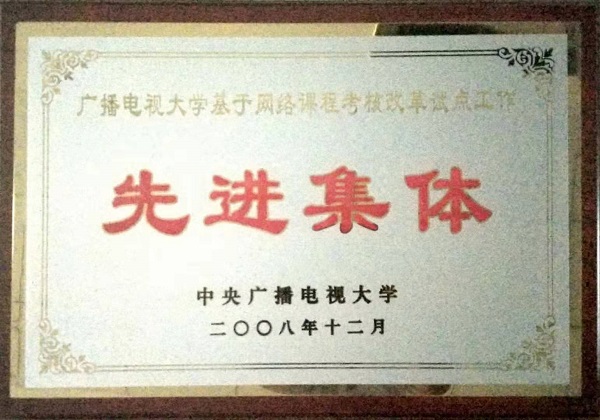 广播电视大学基于网络课程考核改革试点工作
先进集体
中央广播电视大学
二〇〇八年十二月